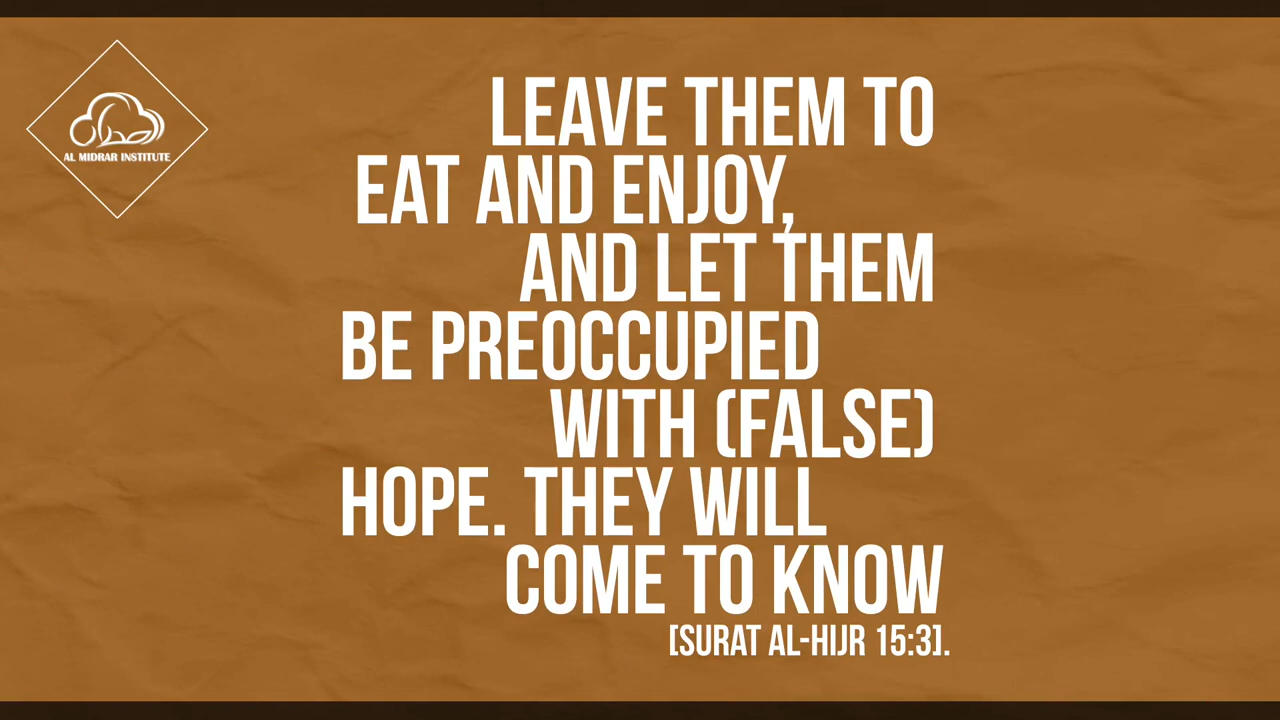 AL MIDRAR INSTITUTE
LEAVE THEM TO
EAT AND ENJOY,
AND LET THEM
BE PREOCCUPIED
WITH (FALSE)
HOPE. THEY WILL
COME TO KNOW
[SURAT AL-HIJR 15:3].